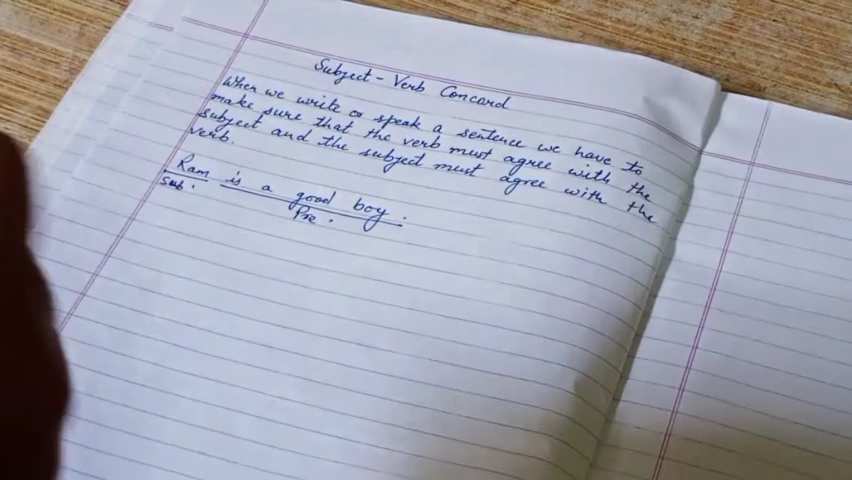 Subject - Verb Concord
When we write or speak a sentence we have to
make sure that the verb must agree with the
subject and the subject must agree with the
verb.
Ram is a good boy.
Sub. Pre.